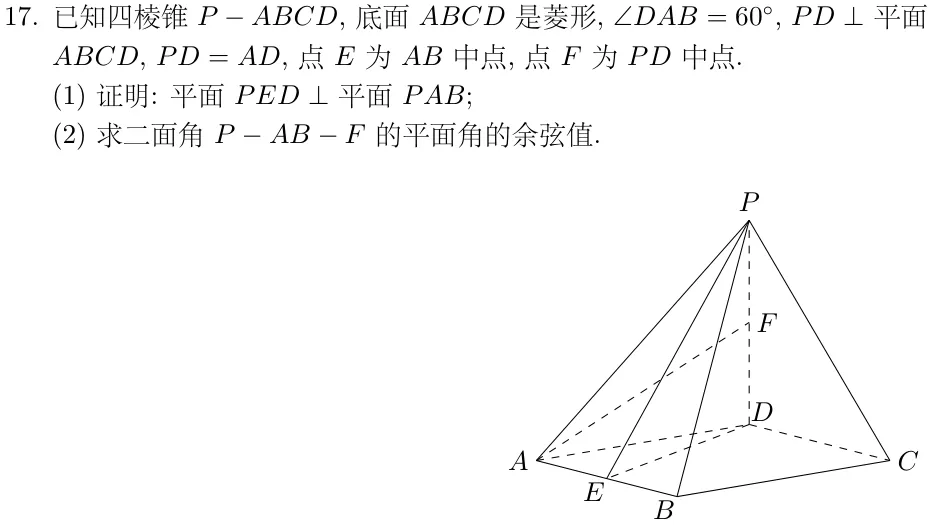 17. 已知四棱锥 P − ABCD, 底面 ABCD 是菱形, ∠DAB = 60°, PD ⊥ 平面
ABCD, PD = AD, 点 E 为 AB 中点, 点 F 为 PD 中点.
(1) 证明: 平面 PED ⊥ 平面 PAB;
(2) 求二面角 P − AB − F 的平面角的余弦值.
P
F
D
A
C
E
B